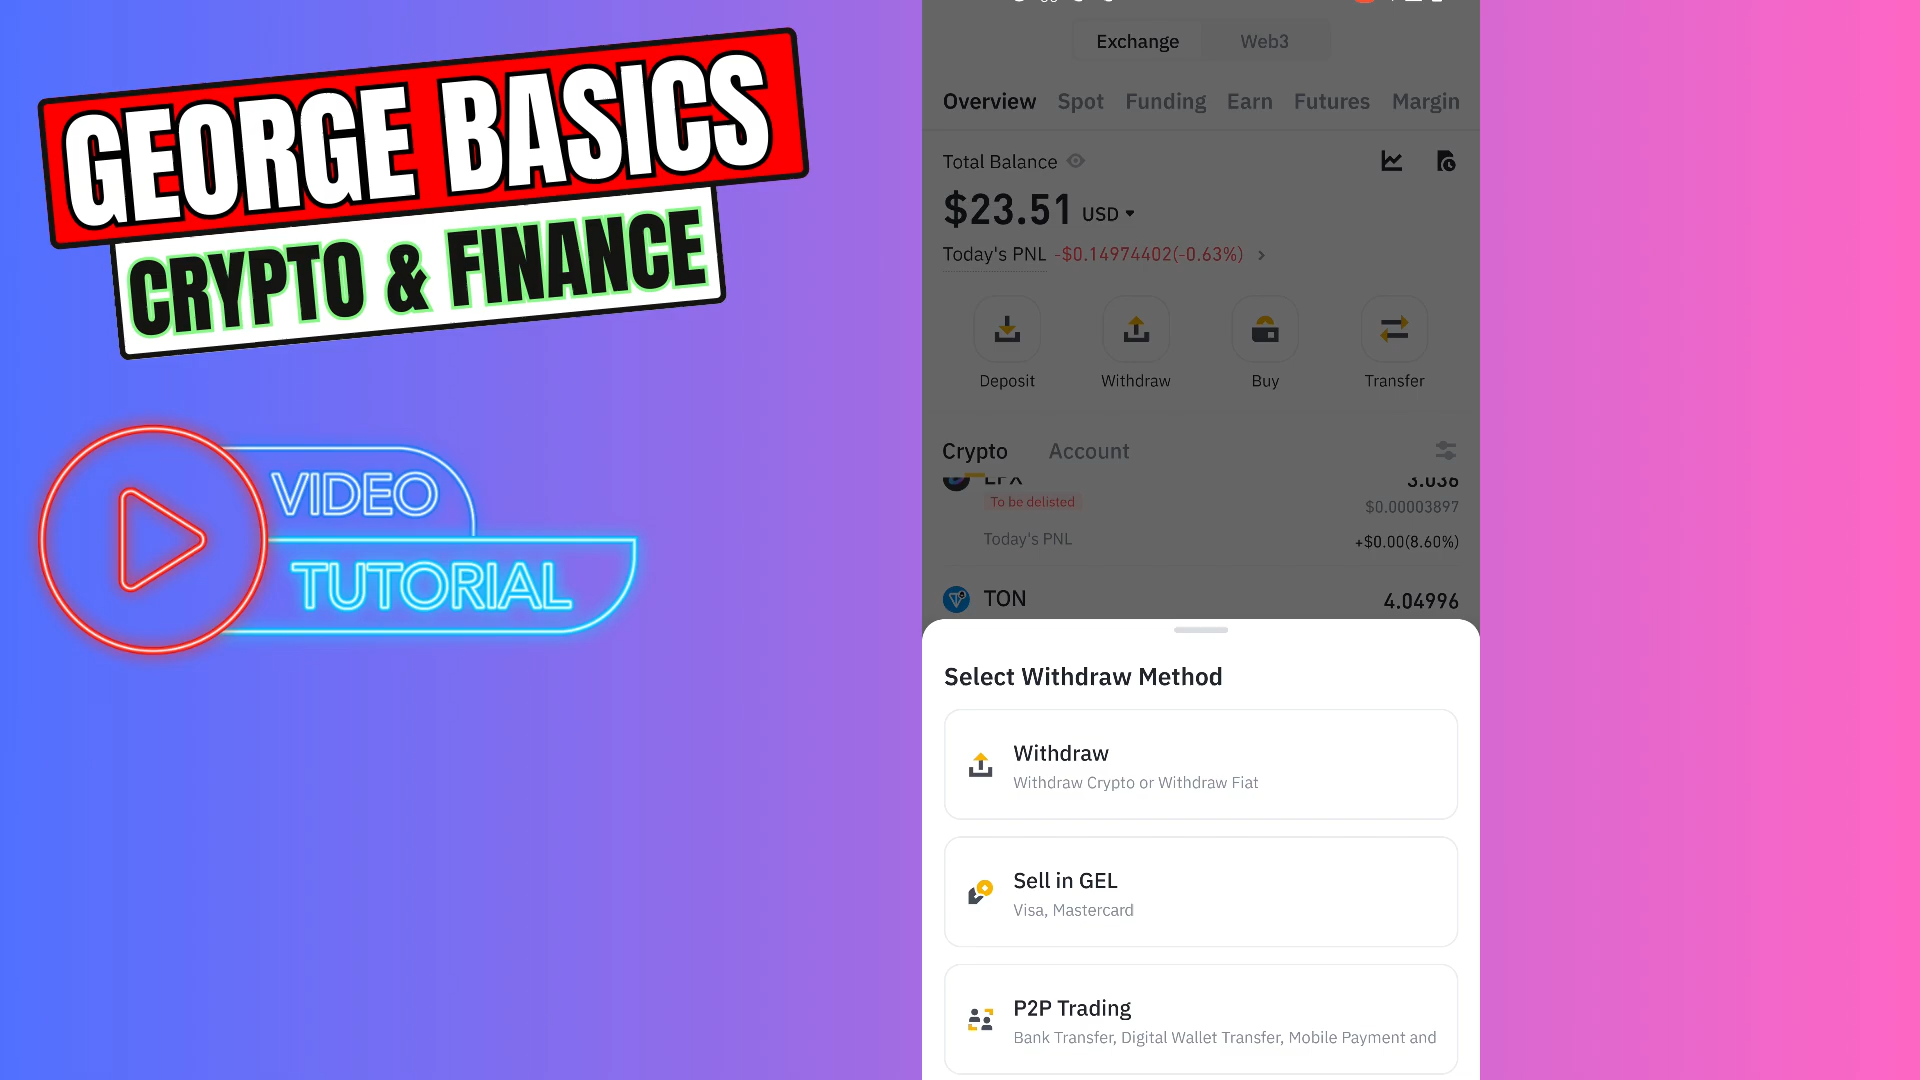 GEORGE BASICS
CRYPTO & FINANCE
VIDEO
TUTORIAL
Exchange Web3
Overview Spot Funding Earn Futures Margin
Total Balance
$23.51 USD
Today's PNL -$0.14974402(-0.63%)
Deposit Withdraw Buy Transfer
Crypto Account
3.036
To be delisted $0.00003897
Today's PNL +$0.00(8.60%)
TON 4.04996
Select Withdraw Method
Withdraw
Withdraw Crypto or Withdraw Fiat
Sell in GEL
Visa, Mastercard
P2P Trading
Bank Transfer, Digital Wallet Transfer, Mobile Payment and